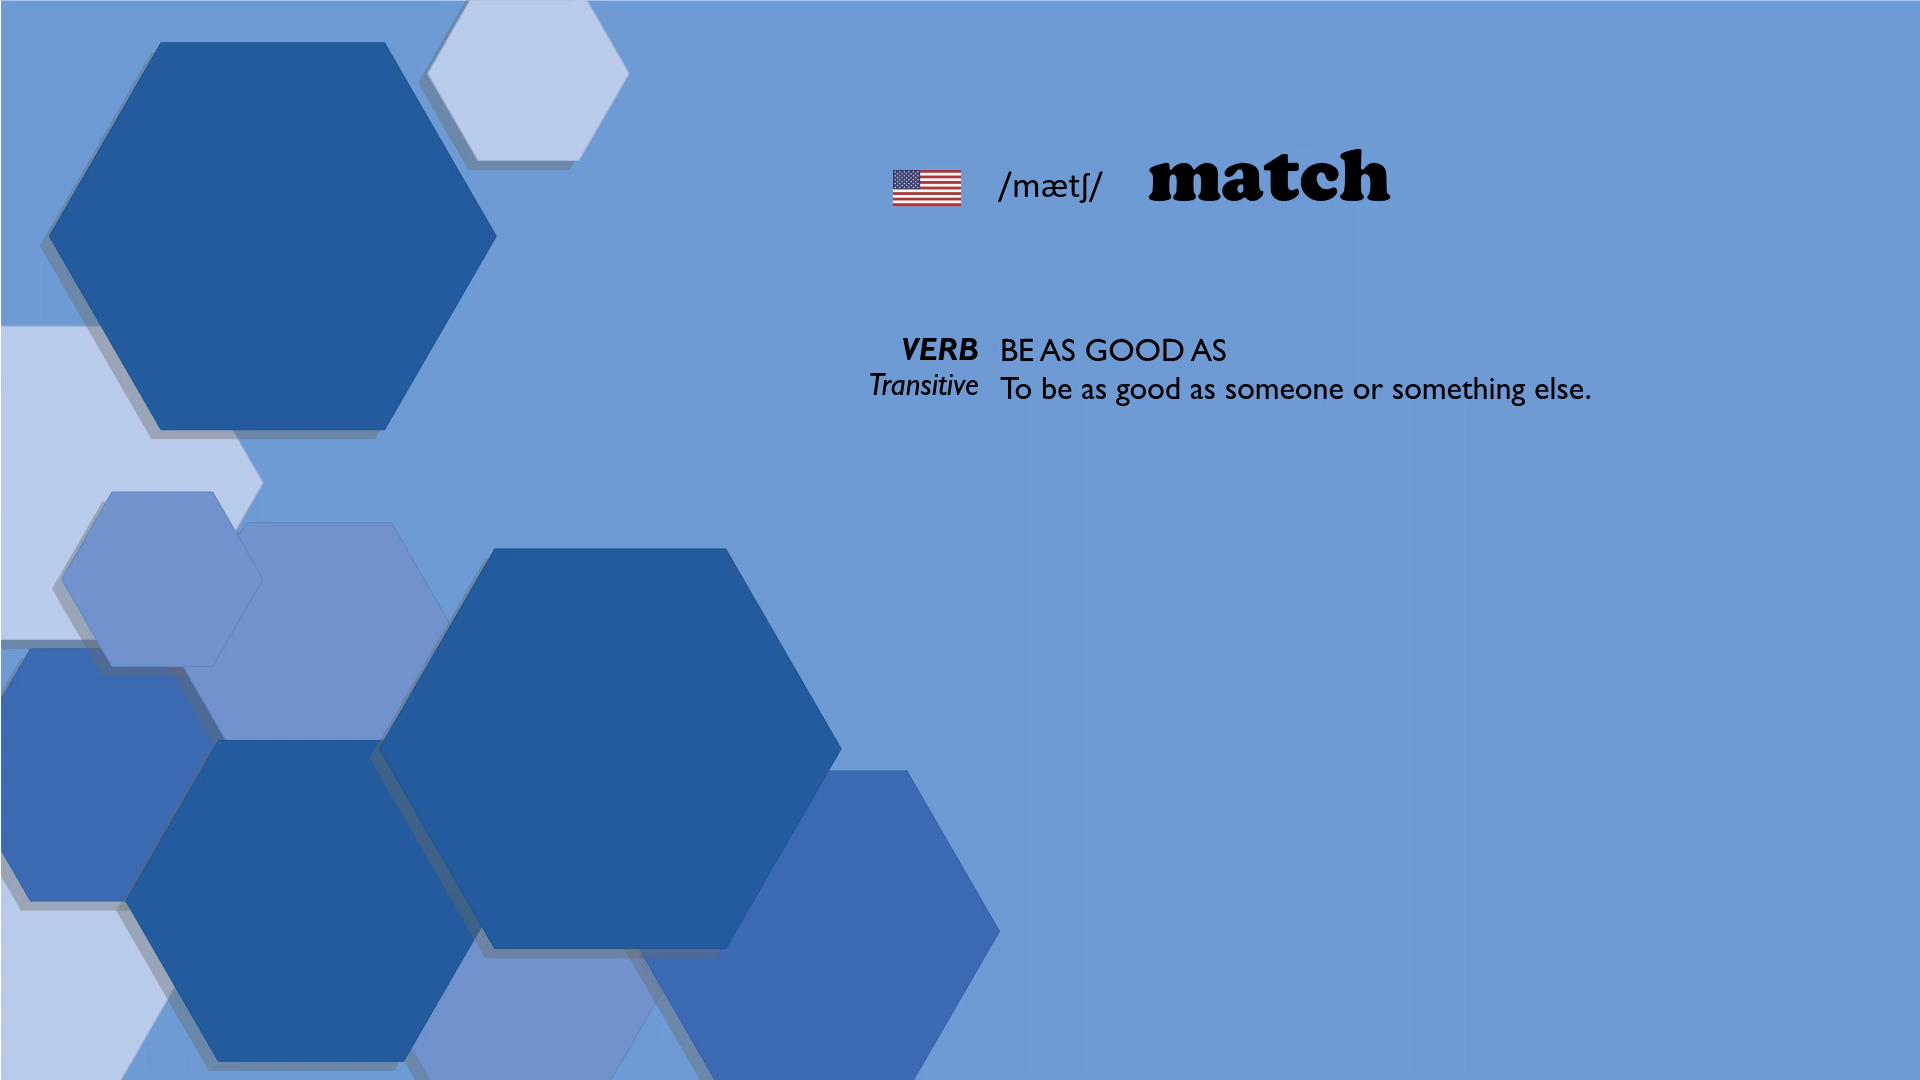 /mætʃ/ match
VERB BE AS GOOD AS
Transitive To be as good as someone or something else.